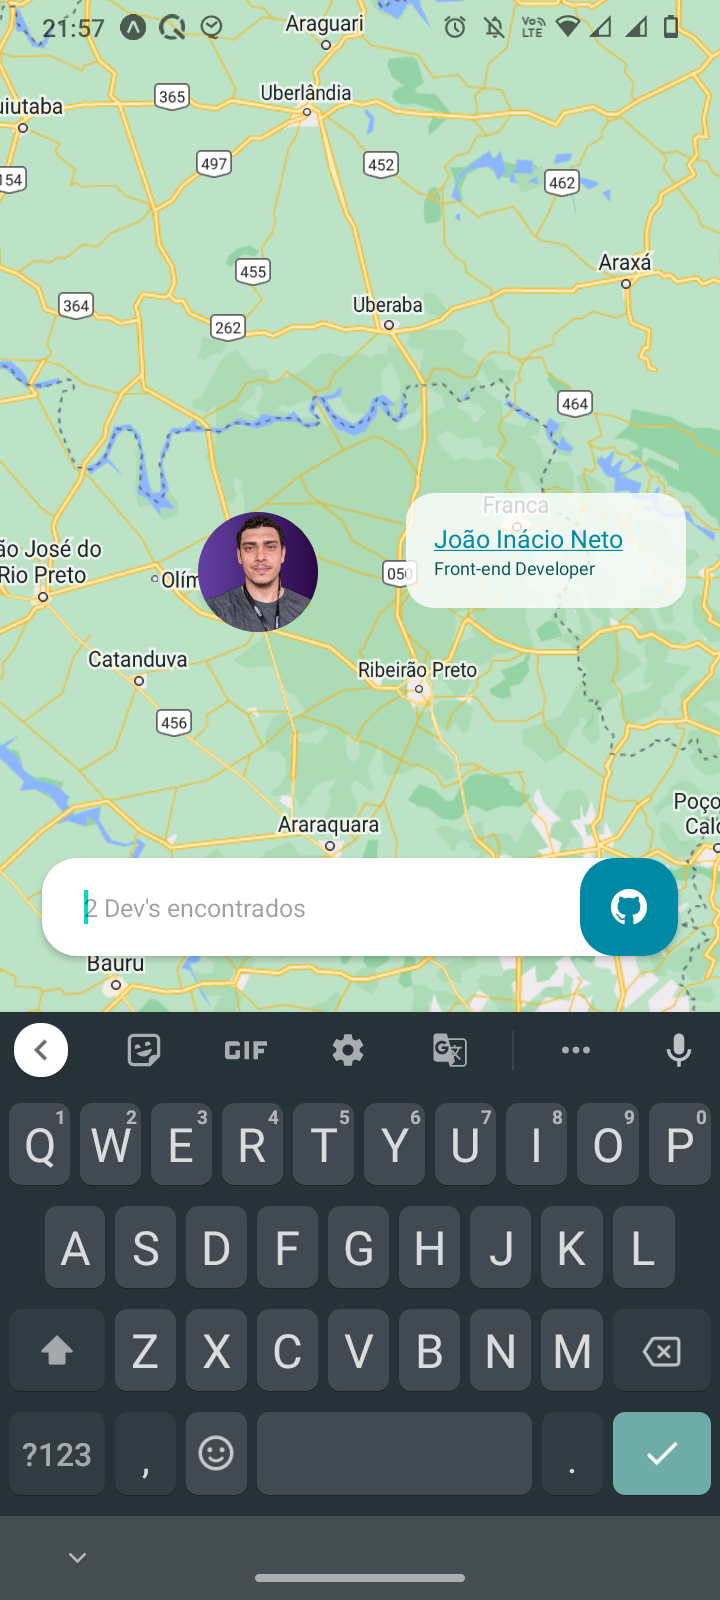 21:57
Vo
LTE
Araguari
365
Uberlândia
uiutaba
497
452
154
462
455
Araxá
364
Uberaba
262
464
Franca
João Inácio Neto
Front-end Developer
ão José do
Rio Preto
Olím
050
Catanduva
Ribeirão Preto
456
Poço
Calc
Araraquara
2 Dev's encontrados
Bauru
GIF
G
1 2 3 4 5 6 7 8 9 0
Q W E R T Y U I O P
A S D F G H J K L
Z X C V B N M
?123 , .